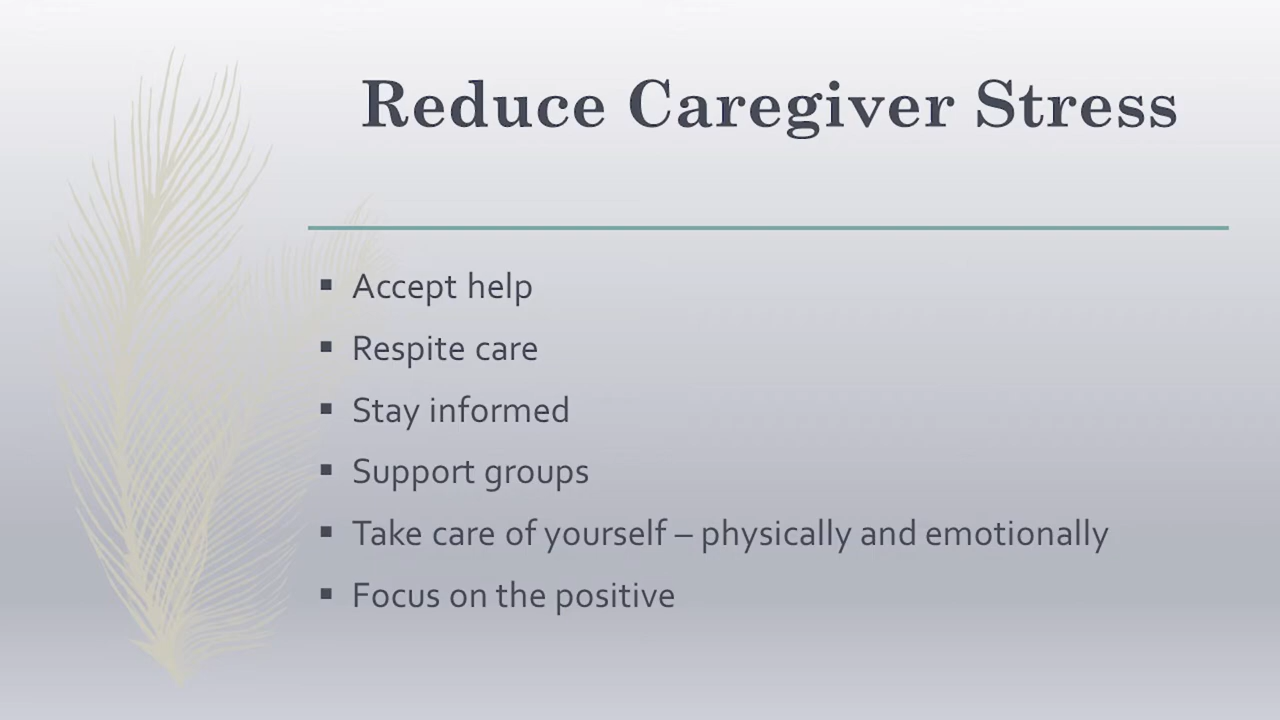 Reduce Caregiver Stress
▪ Accept help
▪ Respite care
▪ Stay informed
▪ Support groups
▪ Take care of yourself – physically and emotionally
▪ Focus on the positive